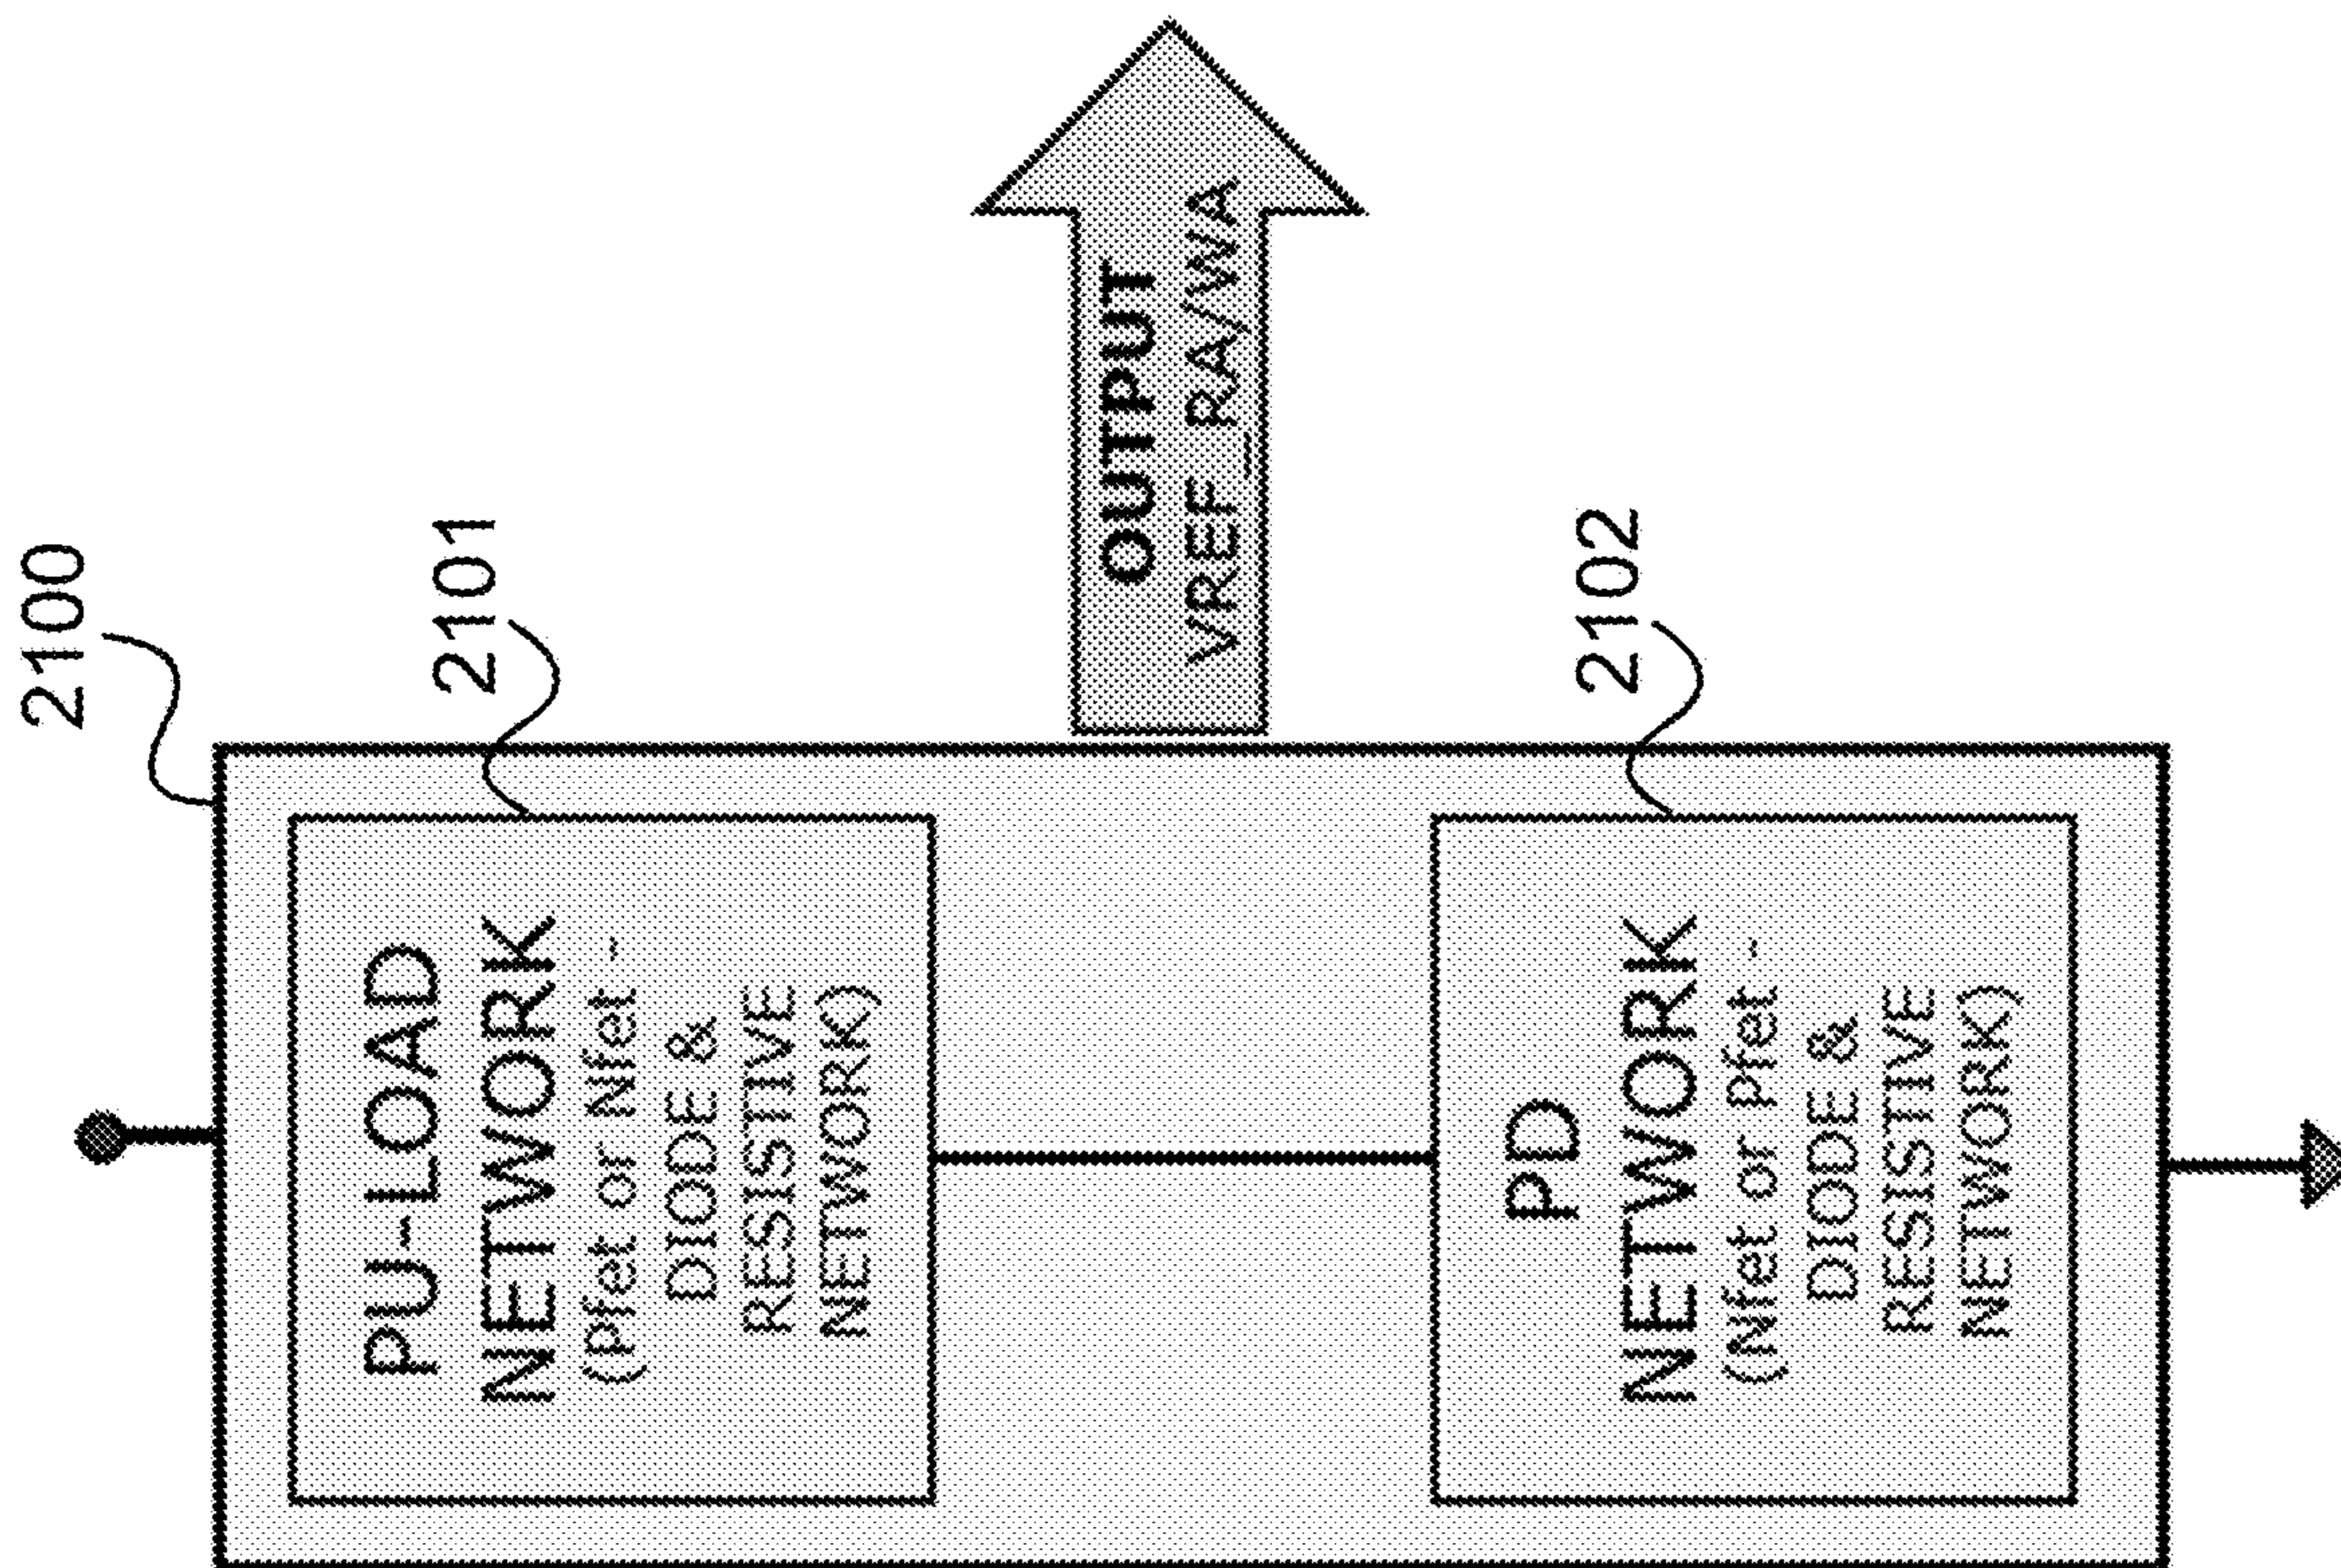 2100
2101
PU-LOAD
NETWORK
(Pfet or Nfet -
DIODE &
RESISTIVE
NETWORK)
OUTPUT
VREF_RA/WA
2102
PD
NETWORK
(Nfet or Pfet -
DIODE &
RESISTIVE
NETWORK)